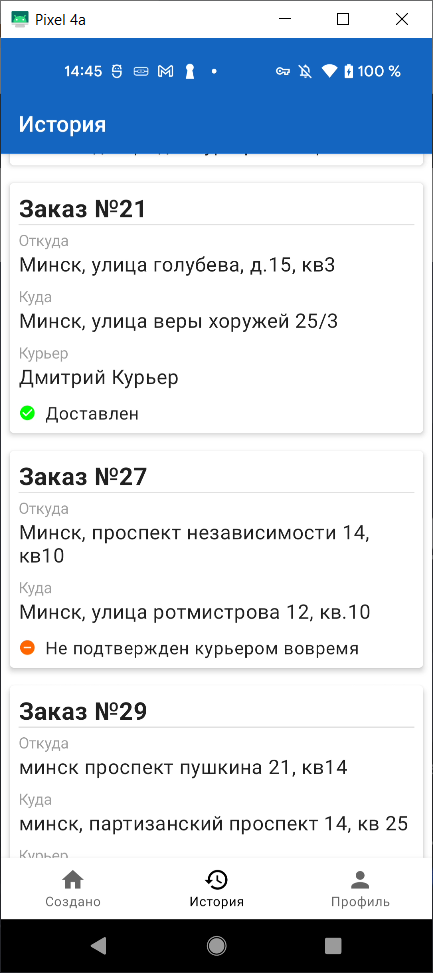 Pixel 4a
14:45
100 %
История
Заказ №21
Откуда
Минск, улица голубева, д.15, кв3
Куда
Минск, улица веры хоружей 25/3
Курьер
Дмитрий Курьер
Доставлен
Заказ №27
Откуда
Минск, проспект независимости 14,
кв10
Куда
Минск, улица ротмистрова 12, кв.10
Не подтвержден курьером вовремя
Заказ №29
Откуда
минск проспект пушкина 21, кв14
Куда
минск, партизанский проспект 14, кв 25
Курьер
Создано
История
Профиль